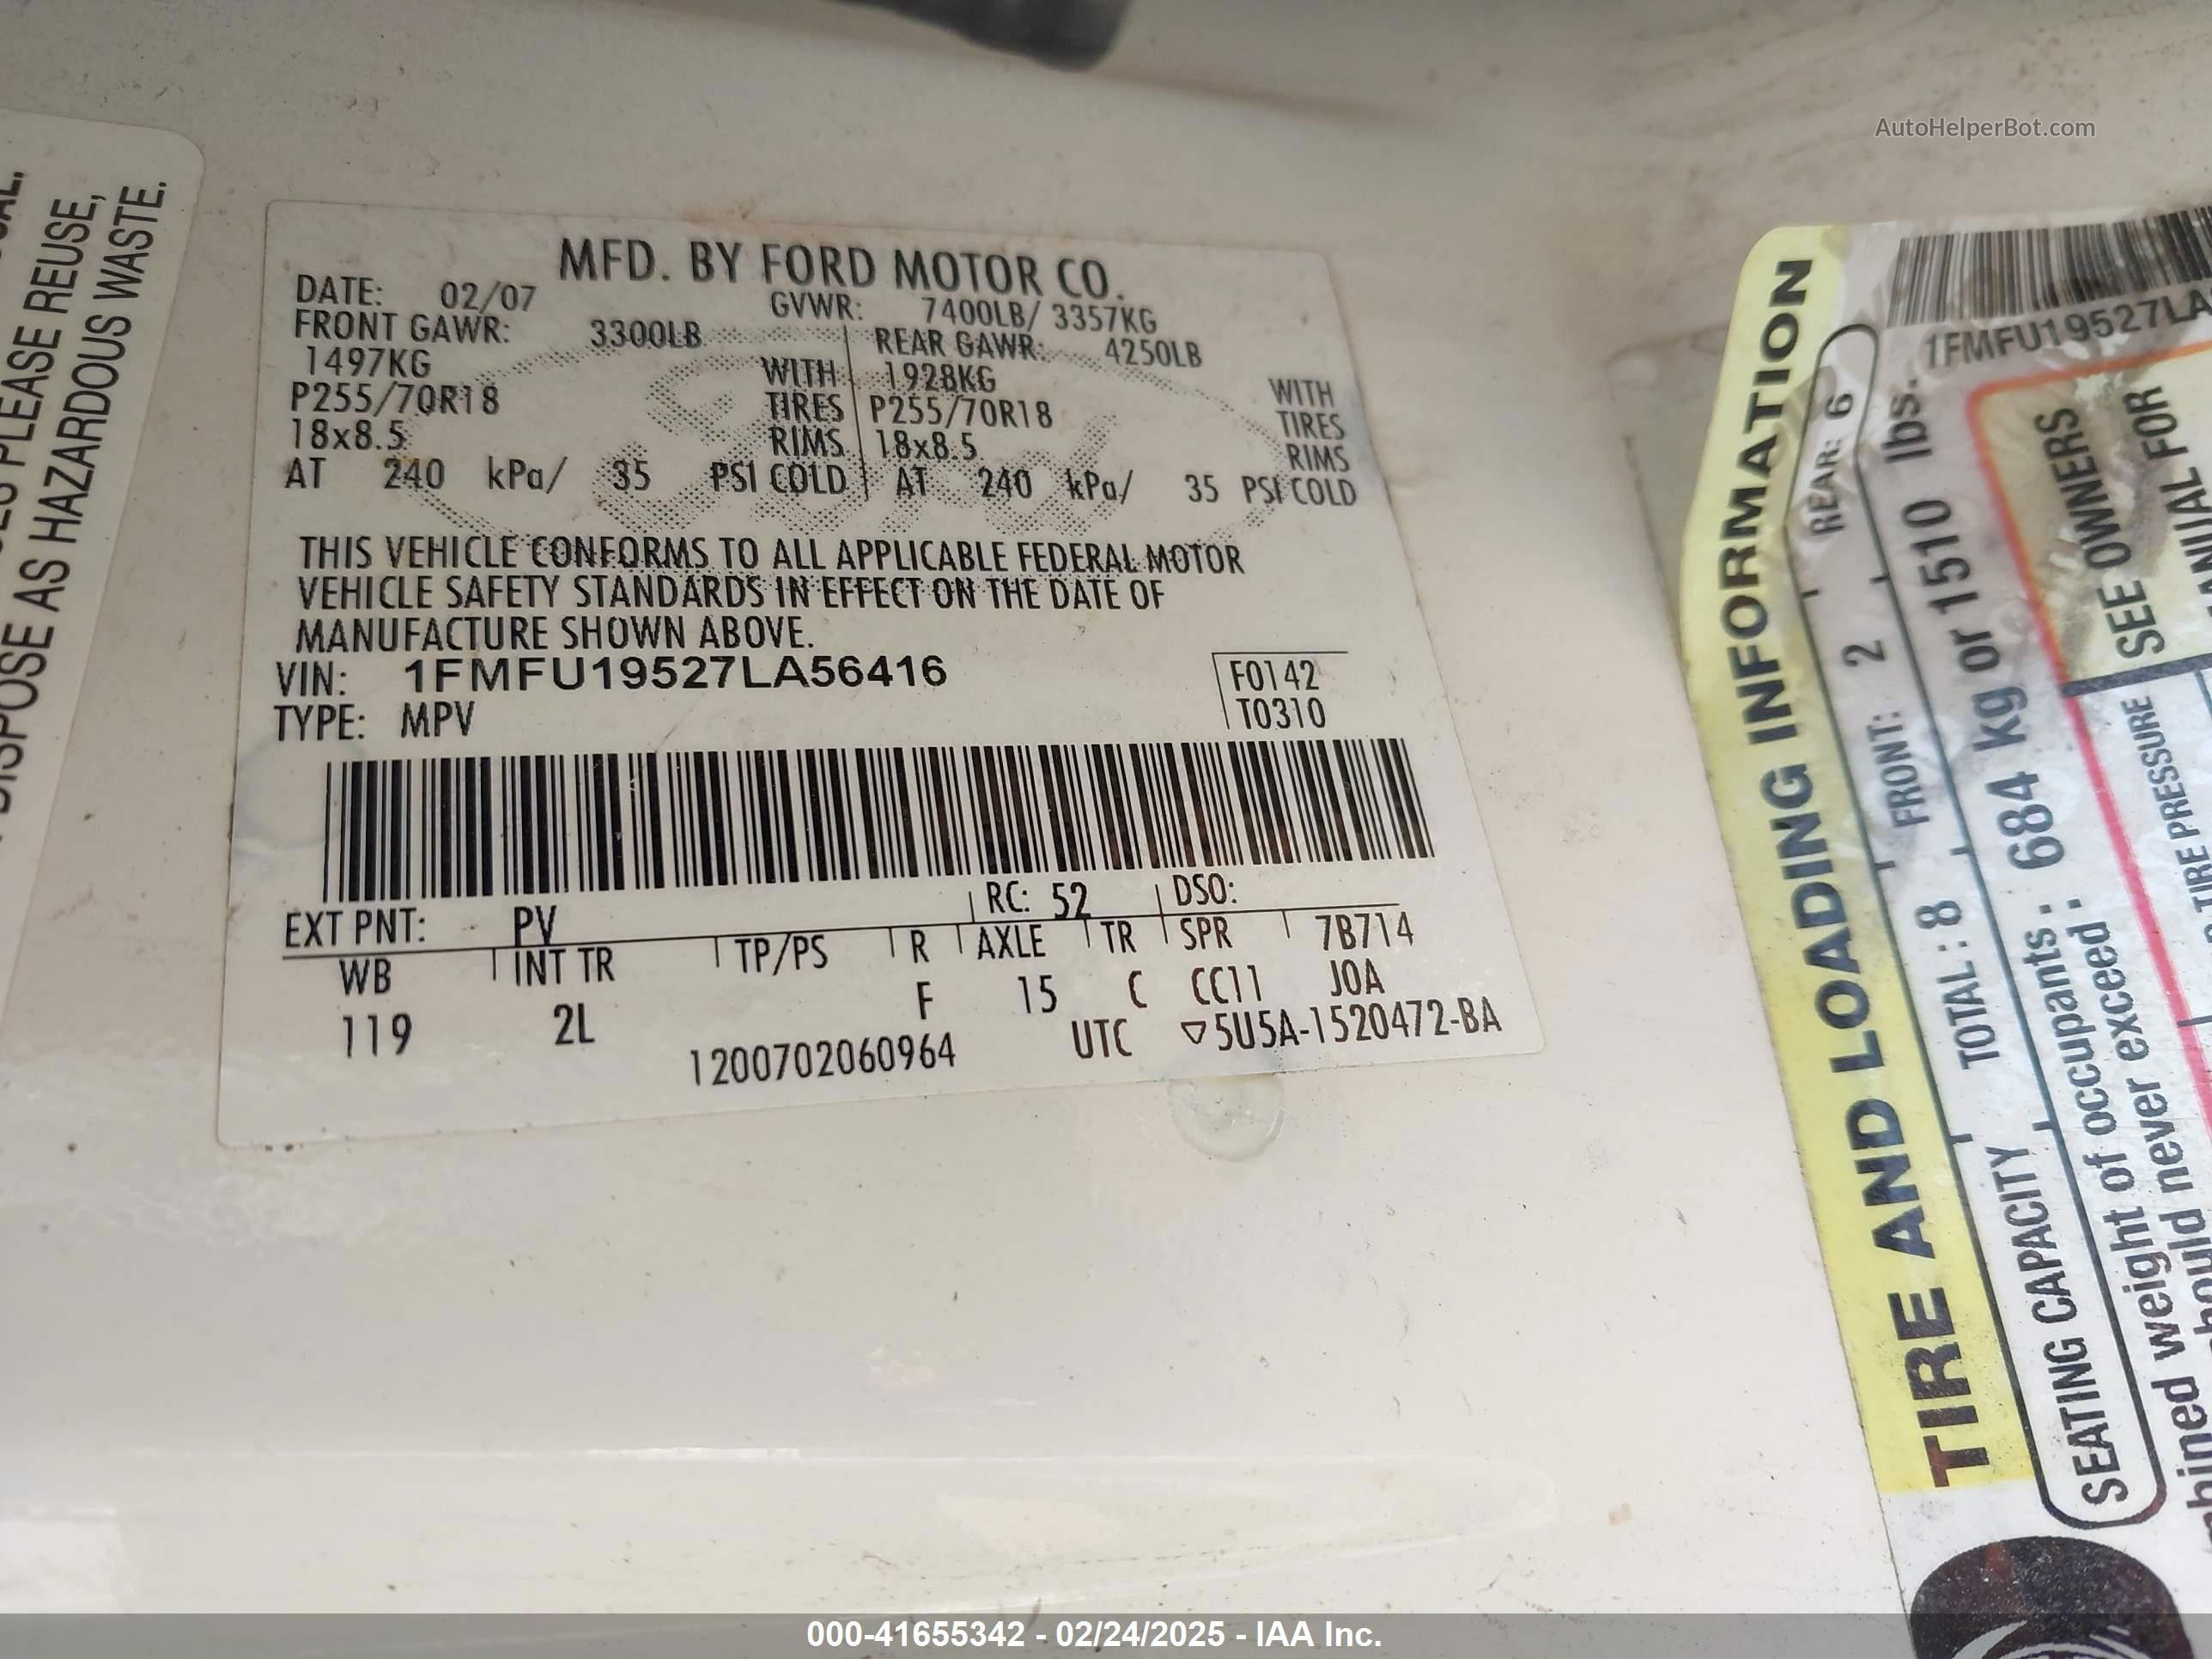 UAL.
PLEASE REUSE,
DISPOSE AS HAZARDOUS WASTE.
MFD. BY FORD MOTOR CO.
DATE: 02/07 GVWR: 7400LB/ 3357KG
FRONT GAWR: 3300LB REAR GAWR: 4250LB
1497KG WITH 1928KG WITH
P255/70R18 TIRES P255/70R18 TIRES
18x8.5 RIMS 18x8.5 RIMS
AT 240 kPa/ 35 PSI COLD AT 240 kPa/ 35 PSI COLD
THIS VEHICLE CONFORMS TO ALL APPLICABLE FEDERAL MOTOR
VEHICLE SAFETY STANDARDS IN EFFECT ON THE DATE OF
MANUFACTURE SHOWN ABOVE.
VIN: 1FMFU19527LA56416 F0142
TYPE: MPV T0310
EXT PNT: PV RC: 52 DSO:
WB INT TR TP/PS R AXLE TR SPR 7B714
119 2L F 15 C CC11 JOA
1200702060964 UTC ▽5U5A-1520472-BA
TIRE AND LOADING INFORMATION
1FMFU19527LA
SEATING CAPACITY TOTAL: 8 FRONT: 2 REAR: 6
weight of occupants: 684 kg or 1510 lbs.
should never exceed:
SEE OWNERS
MANUAL FOR
TIRE PRESSURE
AutoHelperBot.com
000-41655342 - 02/24/2025 - IAA Inc.